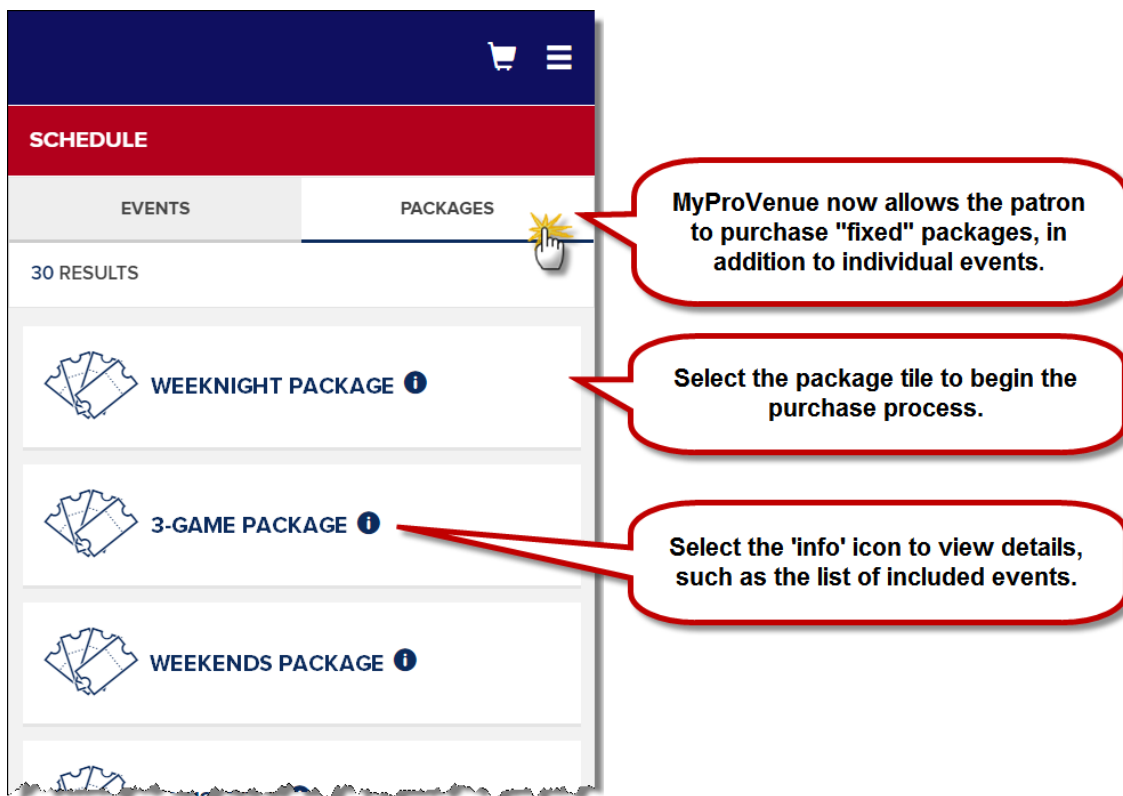 SCHEDULE
EVENTS
PACKAGES
30 RESULTS
WEEKNIGHT PACKAGE
3-GAME PACKAGE
WEEKENDS PACKAGE
MyProVenue now allows the patron
to purchase "fixed" packages, in
addition to individual events.
Select the package tile to begin the
purchase process.
Select the 'info' icon to view details,
such as the list of included events.